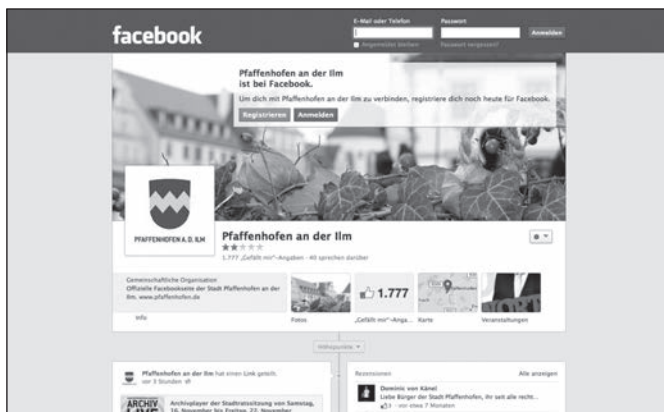 facebook
E-Mail oder Telefon
Passwort
Anmelden
Angemeldet bleiben
Passwort vergessen?
Pfaffenhofen an der Ilm
ist bei Facebook.
Um dich mit Pfaffenhofen an der Ilm zu verbinden, registriere dich noch heute für Facebook.
Registrieren
Anmelden
PFAFFENHOFEN A. D. ILM
Pfaffenhofen an der Ilm
1.777 „Gefällt mir“-Angaben · 40 sprechen darüber
Gemeinschaftliche Organisation
Offizielle Facebookseite der Stadt Pfaffenhofen an der
Ilm. www.pfaffenhofen.de
Info
Fotos
1.777
„Gefällt mir“-Anga...
Karte
Veranstaltungen
Höhepunkte
Pfaffenhofen an der Ilm hat einen Link geteilt.
vor 3 Stunden
ARCHIV
LIVE
Archivplayer der Stadtratssitzung von Samstag,
16. November bis Freitag, 22. November
Rezensionen
Alle anzeigen
Dominic von Känel
Liebe Bürger der Stadt Pfaffenhofen, ihr seit alle recht...
3 · vor etwa 7 Monaten